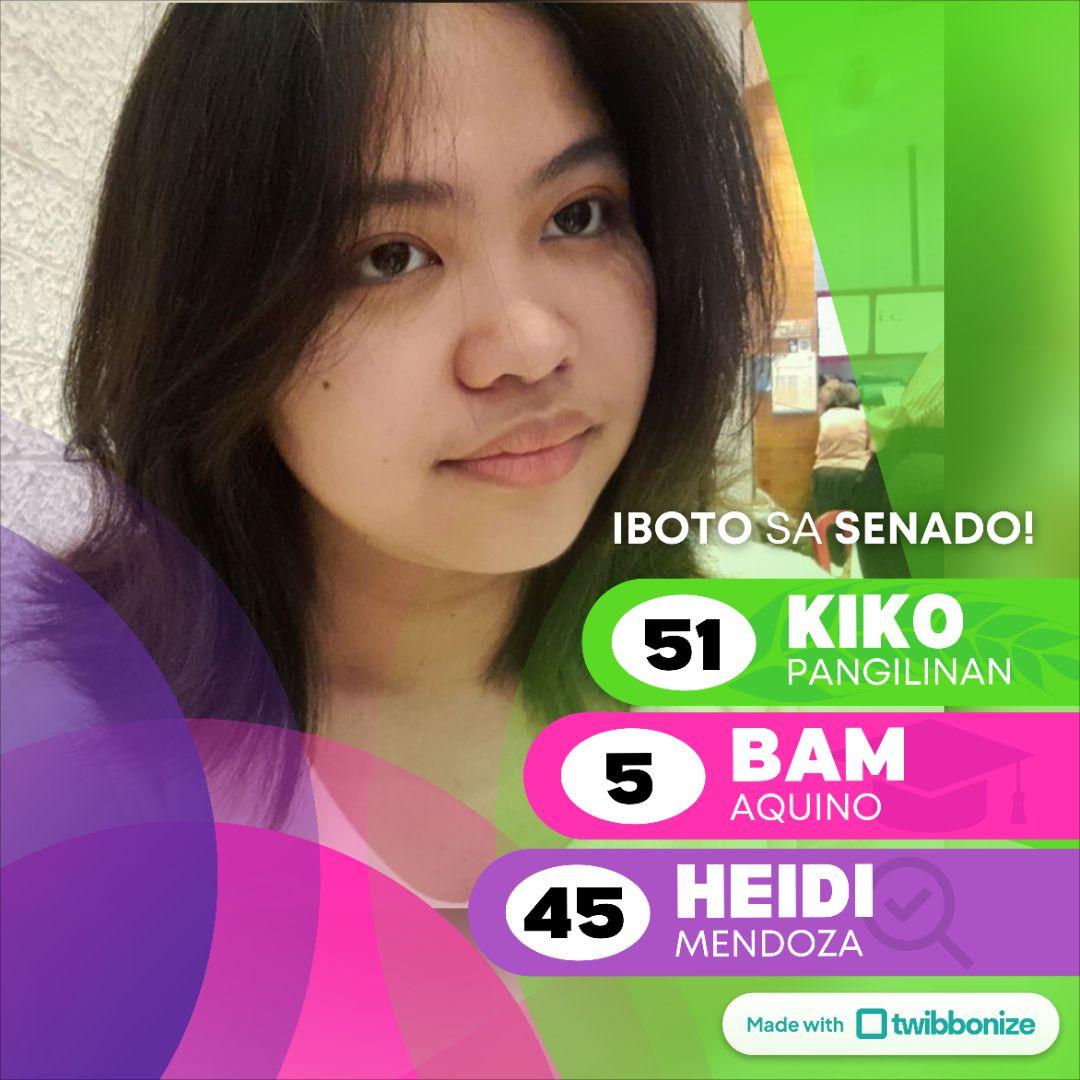 IBOTO SA SENADO!
51
KIKO
PANGILINAN
5
BAM
AQUINO
45
HEIDI
MENDOZA
Made with twibbonize